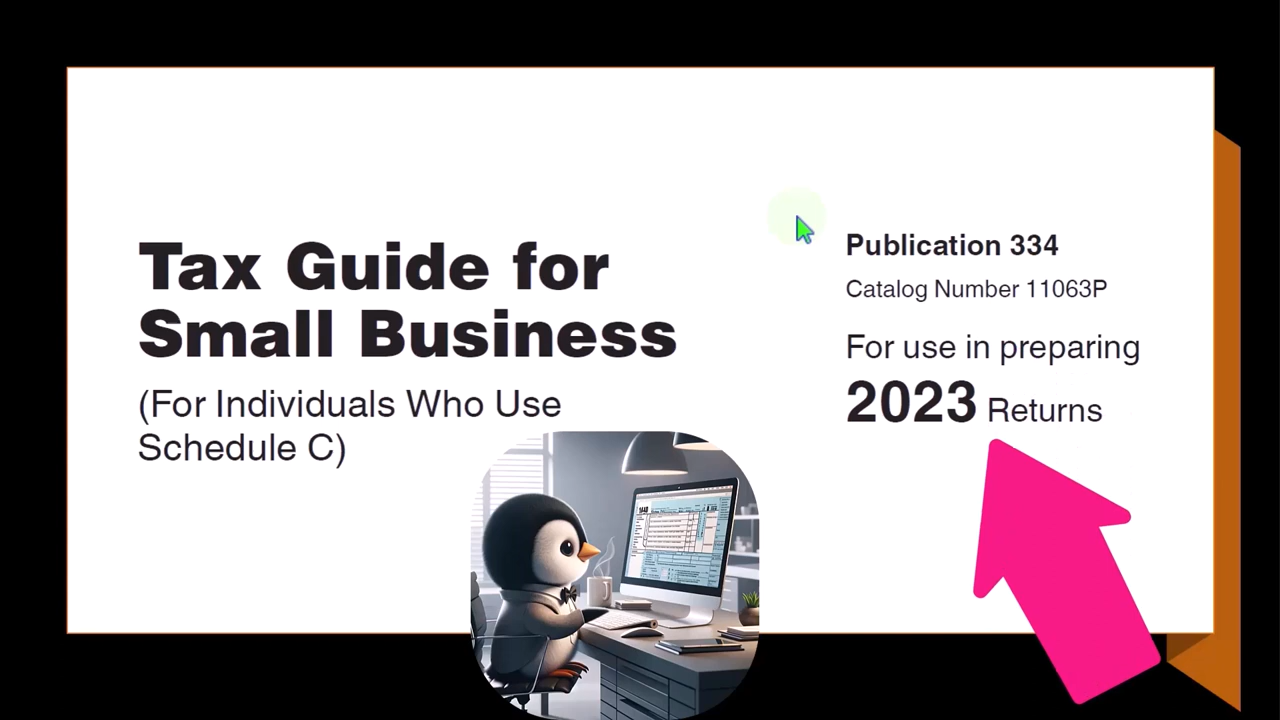 Tax Guide for
Small Business
(For Individuals Who Use
Schedule C)
Publication 334
Catalog Number 11063P
For use in preparing
2023 Returns